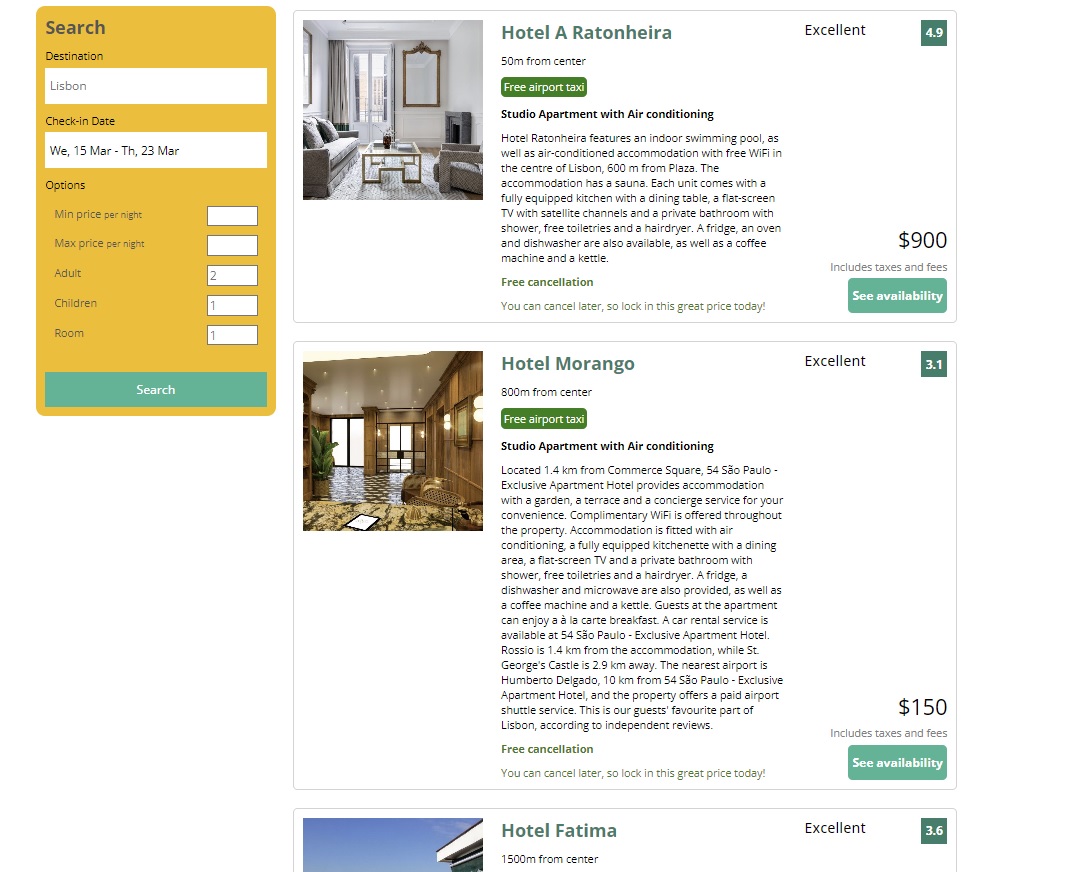 Search
Destination
Lisbon
Check-in Date
We, 15 Mar - Th, 23 Mar
Options
Min price per night
Max price per night
Adult
2
Children
1
Room
1
Search
Hotel A Ratonheira
Excellent
4.9
50m from center
Free airport taxi
Studio Apartment with Air conditioning
Hotel Ratonheira features an indoor swimming pool, as
well as air-conditioned accommodation with free WiFi in
the centre of Lisbon, 600 m from Plaza. The
accommodation has a sauna. Each unit comes with a
fully equipped kitchen with a dining table, a flat-screen
TV with satellite channels and a private bathroom with
shower, free toiletries and a hairdryer. A fridge, an oven
and dishwasher are also available, as well as a coffee
machine and a kettle.
Free cancellation
You can cancel later, so lock in this great price today!
$900
Includes taxes and fees
See availability
Hotel Morango
Excellent
3.1
800m from center
Free airport taxi
Studio Apartment with Air conditioning
Located 1.4 km from Commerce Square, 54 São Paulo -
Exclusive Apartment Hotel provides accommodation
with a garden, a terrace and a concierge service for your
convenience. Complimentary WiFi is offered throughout
the property. Accommodation is fitted with air
conditioning, a fully equipped kitchenette with a dining
area, a flat-screen TV and a private bathroom with
shower, free toiletries and a hairdryer. A fridge, a
dishwasher and microwave are also provided, as well as
a coffee machine and a kettle. Guests at the apartment
can enjoy a à la carte breakfast. A car rental service is
available at 54 São Paulo - Exclusive Apartment Hotel.
Rossio is 1.4 km from the accommodation, while St.
George's Castle is 2.9 km away. The nearest airport is
Humberto Delgado, 10 km from 54 São Paulo - Exclusive
Apartment Hotel, and the property offers a paid airport
shuttle service. This is our guests' favourite part of
Lisbon, according to independent reviews.
Free cancellation
You can cancel later, so lock in this great price today!
$150
Includes taxes and fees
See availability
Hotel Fatima
Excellent
3.6
1500m from center